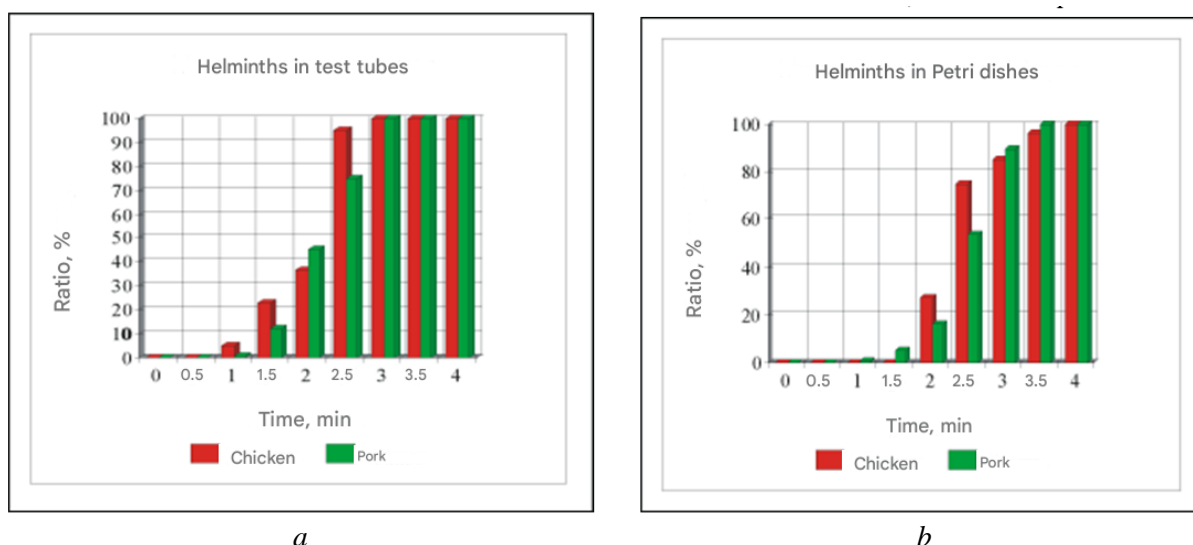 Helminths in test tubes
100
90
80
70
60
50
40
30
20
10
0
Ratio, %
0 0.5 1 1.5 2 2.5 3 3.5 4
Time, min
Chicken Pork
a
Helminths in Petri dishes
100
80
60
40
20
0
Ratio, %
0 0.5 1 1.5 2 2.5 3 3.5 4
Time, min
Chicken Pork
b